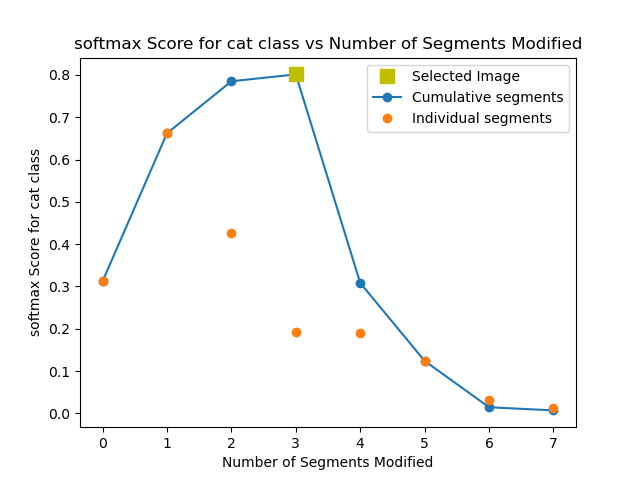 softmax Score for cat class vs Number of Segments Modified
Selected Image
Cumulative segments
Individual segments
softmax Score for cat class
0.8
0.7
0.6
0.5
0.4
0.3
0.2
0.1
0.0
0 1 2 3 4 5 6 7
Number of Segments Modified